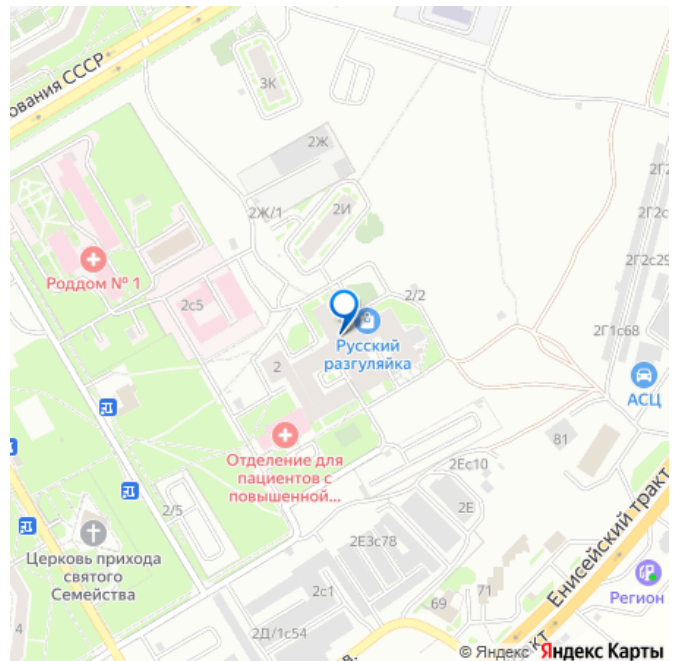 ования СССР
3К
2Ж
2Г2
2Ж/1
2И
2Г2с
2Г2с29
Роддом № 1
2с5
2/2
2Г1с68
Русский
разгуляйка
2
АСЦ
Отделение для
пациентов с
повышенной...
81
2Ес10
2/5
2Е
Енисейский тракт
2Е3с78
Церковь прихода
святого
Семейства
Регион
2с1
71
69
4
2Д/1с54
в.
кт
© Яндекс Яндекс Карты